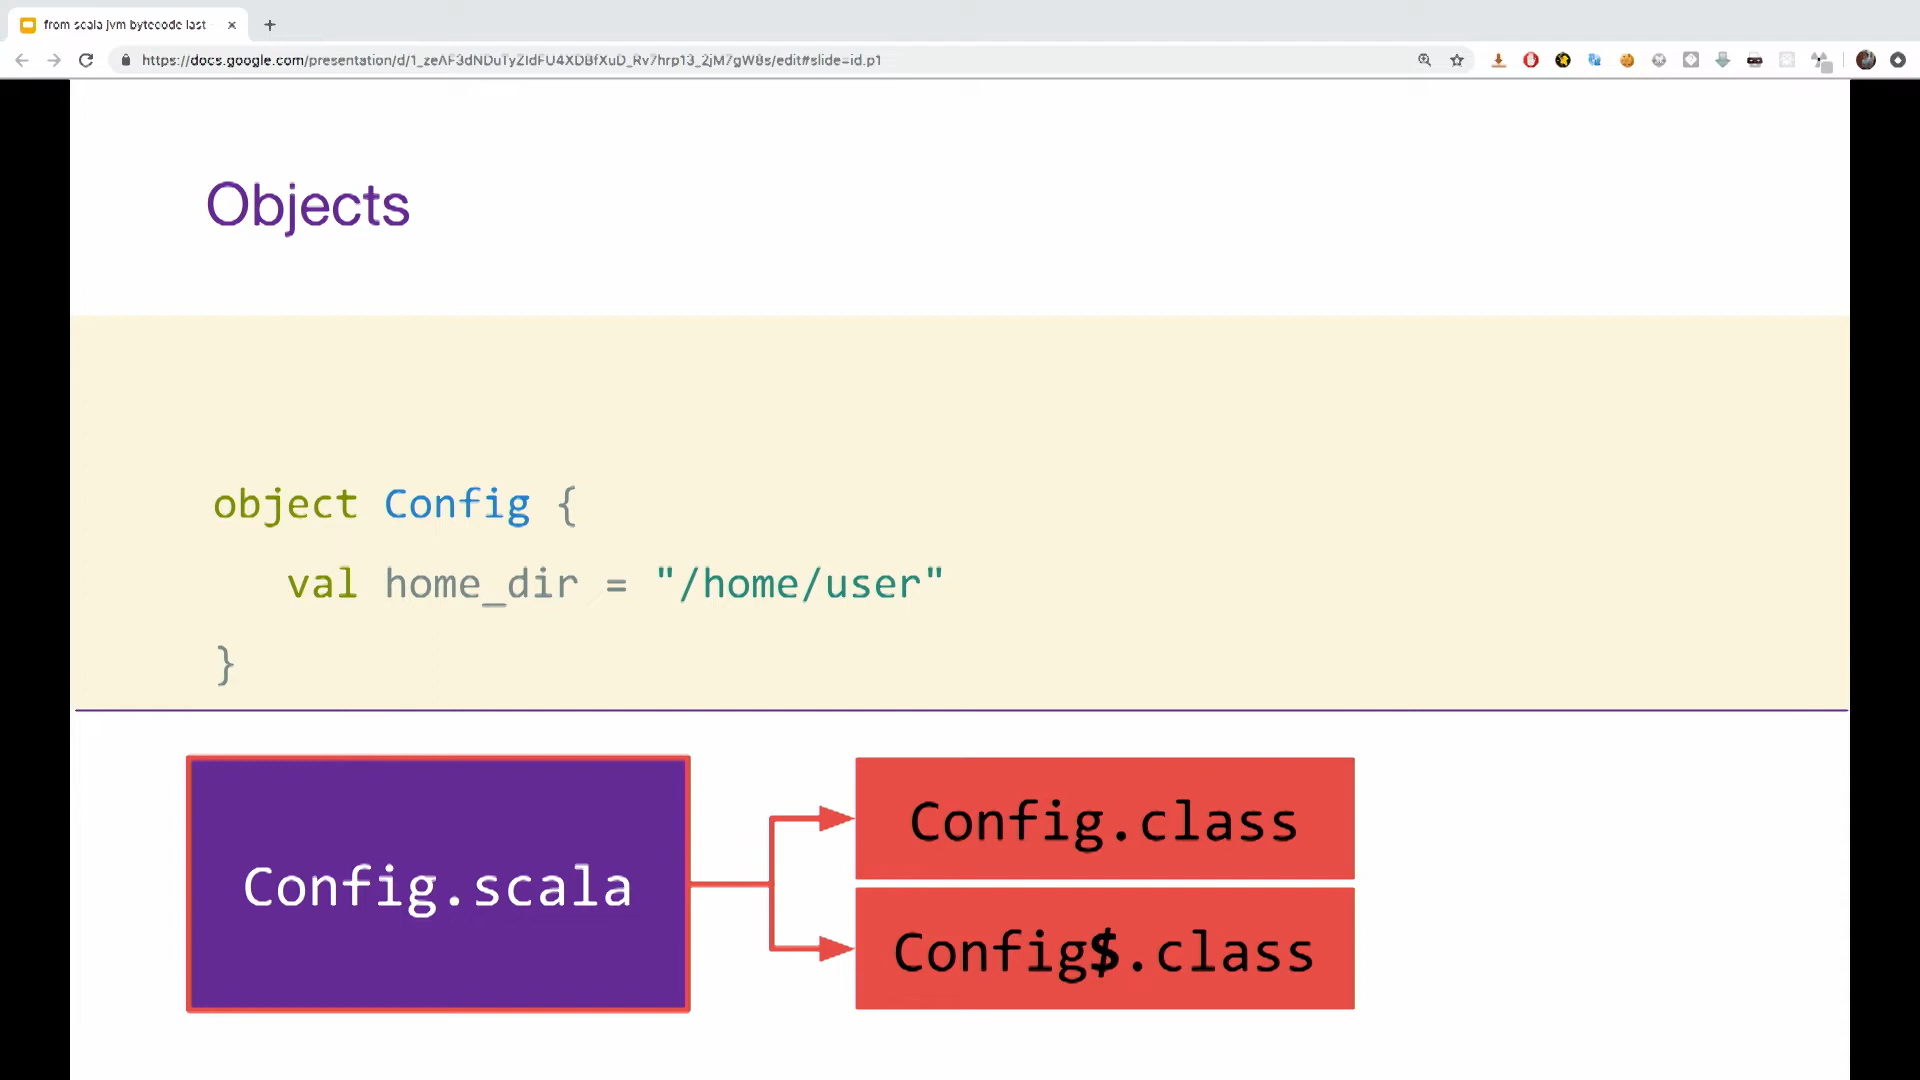 from scala jvm bytecode last
https://docs.google.com/presentation/d/1_zeAF3dNDuTyZIdFU4XDBfXuD_Rv7hrp13_2jM7gW8s/edit#slide=id.p1
Objects
object Config {
val home_dir = "/home/user"
}
Config.scala
Config.class
Config$.class